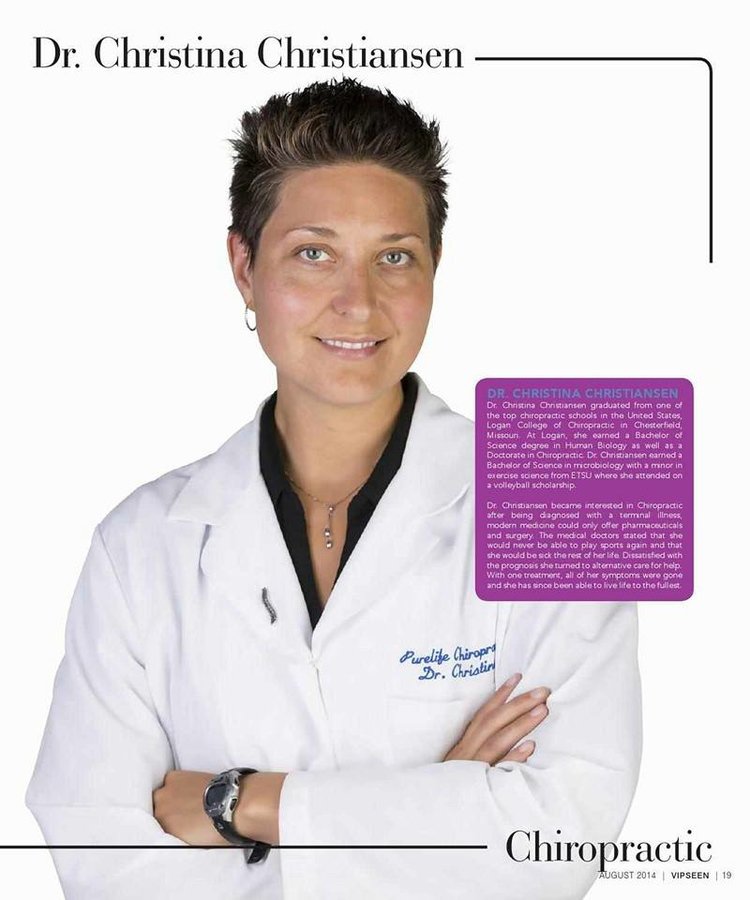 Dr. Christina Christiansen
DR. CHRISTINA CHRISTIANSEN
Dr. Christina Christiansen graduated from one of
the top chiropractic schools in the United States,
Logan College of Chiropractic in Chesterfield,
Missouri. At Logan, she earned a Bachelor of
Science degree in Human Biology as well as a
Doctorate in Chiropractic. Dr. Christiansen earned a
Bachelor of Science in microbiology with a minor in
exercise science from ETSU where she attended on
a volleyball scholarship.
Dr. Christiansen became interested in Chiropractic
after being diagnosed with a terminal illness,
modern medicine could only offer pharmaceuticals
and surgery. The medical doctors stated that she
would never be able to play sports again and that
she would be sick the rest of her life. Dissatisfied with
the prognosis she turned to alternative care for help.
With one treatment, all of her symptoms were gone
and she has since been able to live life to the fullest.
Purelife Chiropra
Dr. Christin
Chiropractic
AUGUST 2014 | VIPSEEN | 19